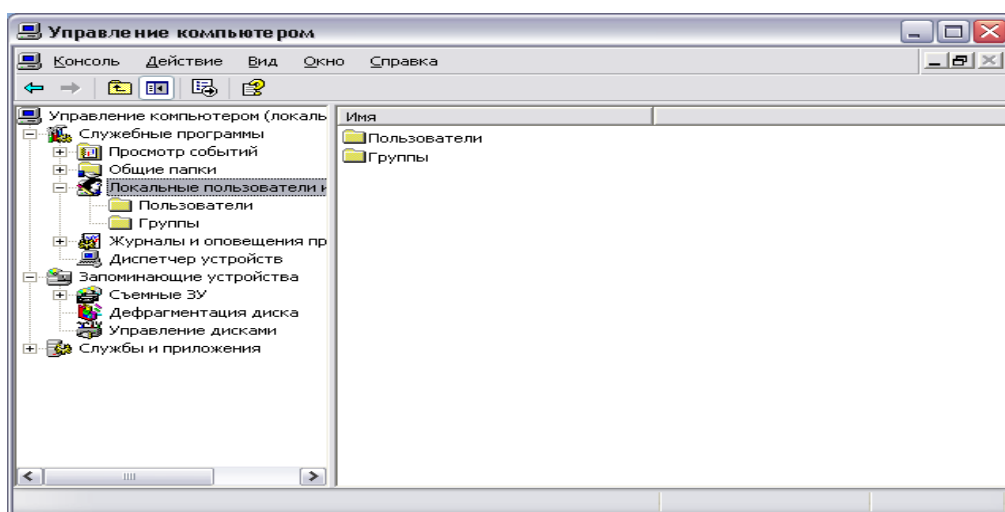 Управление компьютером
Консоль Действие Вид Окно Справка
Управление компьютером (локаль
Служебные программы
Просмотр событий
Общие папки
Локальные пользователи и
Пользователи
Группы
Журналы и оповещения пр
Диспетчер устройств
Запоминающие устройства
Съемные ЗУ
Дефрагментация диска
Управление дисками
Службы и приложения
Имя
Пользователи
Группы